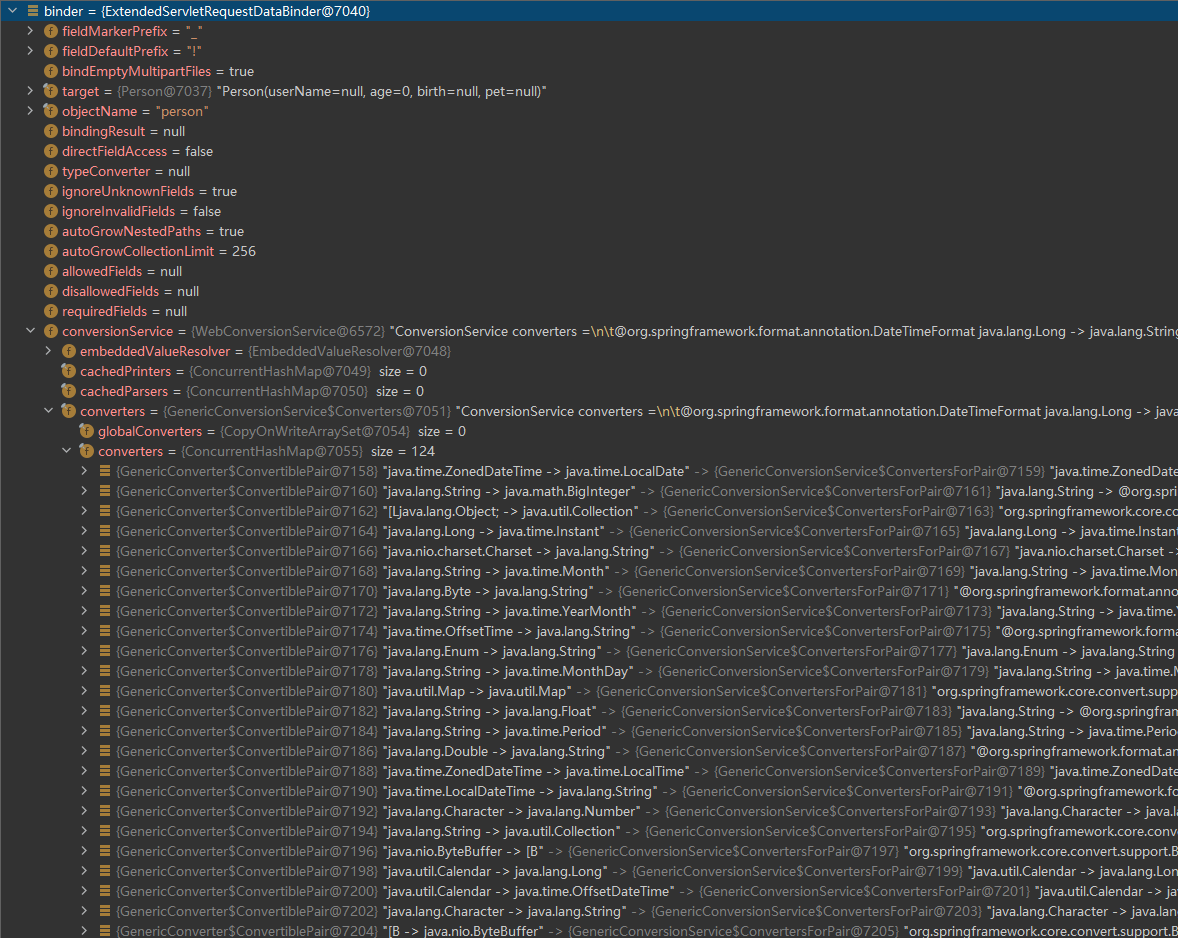 binder = {ExtendedServletRequestDataBinder@7040}
fieldMarkerPrefix = "_"
fieldDefaultPrefix = "!"
bindEmptyMultipartFiles = true
target = {Person@7037} "Person(userName=null, age=0, birth=null, pet=null)"
objectName = "person"
bindingResult = null
directFieldAccess = false
typeConverter = null
ignoreUnknownFields = true
ignoreInvalidFields = false
autoGrowNestedPaths = true
autoGrowCollectionLimit = 256
allowedFields = null
disallowedFields = null
requiredFields = null
conversionService = {WebConversionService@6572} "ConversionService converters =\n\t@org.springframework.format.annotation.DateTimeFormat java.lang.Long -> java.lang.String
embeddedValueResolver = {EmbeddedValueResolver@7048}
cachedPrinters = {ConcurrentHashMap@7049} size = 0
cachedParsers = {ConcurrentHashMap@7050} size = 0
converters = {GenericConversionService$Converters@7051} "ConversionService converters =\n\t@org.springframework.format.annotation.DateTimeFormat java.lang.Long -> java
globalConverters = {CopyOnWriteArraySet@7054} size = 0
converters = {ConcurrentHashMap@7055} size = 124
{GenericConverter$ConvertiblePair@7158} "java.time.ZonedDateTime -> java.time.LocalDate" -> {GenericConversionService$ConvertersForPair@7159} "java.time.ZonedDate
{GenericConverter$ConvertiblePair@7160} "java.lang.String -> java.math.BigInteger" -> {GenericConversionService$ConvertersForPair@7161} "java.lang.String -> @org.spri
{GenericConverter$ConvertiblePair@7162} "[Ljava.lang.Object; -> java.util.Collection" -> {GenericConversionService$ConvertersForPair@7163} "org.springframework.core.co
{GenericConverter$ConvertiblePair@7164} "java.lang.Long -> java.time.Instant" -> {GenericConversionService$ConvertersForPair@7165} "java.lang.Long -> java.time.Instant
{GenericConverter$ConvertiblePair@7166} "java.nio.charset.Charset -> java.lang.String" -> {GenericConversionService$ConvertersForPair@7167} "java.nio.charset.Charset ->
{GenericConverter$ConvertiblePair@7168} "java.lang.String -> java.time.Month" -> {GenericConversionService$ConvertersForPair@7169} "java.lang.String -> java.time.Mon
{GenericConverter$ConvertiblePair@7170} "java.lang.Byte -> java.lang.String" -> {GenericConversionService$ConvertersForPair@7171} "@org.springframework.format.anno
{GenericConverter$ConvertiblePair@7172} "java.lang.String -> java.time.YearMonth" -> {GenericConversionService$ConvertersForPair@7173} "java.lang.String -> java.time.Y
{GenericConverter$ConvertiblePair@7174} "java.time.OffsetTime -> java.lang.String" -> {GenericConversionService$ConvertersForPair@7175} "@org.springframework.forma
{GenericConverter$ConvertiblePair@7176} "java.lang.Enum -> java.lang.String" -> {GenericConversionService$ConvertersForPair@7177} "java.lang.Enum -> java.lang.String
{GenericConverter$ConvertiblePair@7178} "java.lang.String -> java.time.MonthDay" -> {GenericConversionService$ConvertersForPair@7179} "java.lang.String -> java.time.M
{GenericConverter$ConvertiblePair@7180} "java.util.Map -> java.util.Map" -> {GenericConversionService$ConvertersForPair@7181} "org.springframework.core.convert.supp
{GenericConverter$ConvertiblePair@7182} "java.lang.String -> java.lang.Float" -> {GenericConversionService$ConvertersForPair@7183} "java.lang.String -> @org.springfram
{GenericConverter$ConvertiblePair@7184} "java.lang.String -> java.time.Period" -> {GenericConversionService$ConvertersForPair@7185} "java.lang.String -> java.time.Perio
{GenericConverter$ConvertiblePair@7186} "java.lang.Double -> java.lang.String" -> {GenericConversionService$ConvertersForPair@7187} "@org.springframework.format.an
{GenericConverter$ConvertiblePair@7188} "java.time.ZonedDateTime -> java.time.LocalTime" -> {GenericConversionService$ConvertersForPair@7189} "java.time.ZonedDate
{GenericConverter$ConvertiblePair@7190} "java.time.LocalDateTime -> java.lang.String" -> {GenericConversionService$ConvertersForPair@7191} "@org.springframework.fo
{GenericConverter$ConvertiblePair@7192} "java.lang.Character -> java.lang.Number" -> {GenericConversionService$ConvertersForPair@7193} "java.lang.Character -> java.l
{GenericConverter$ConvertiblePair@7194} "java.lang.String -> java.util.Collection" -> {GenericConversionService$ConvertersForPair@7195} "org.springframework.core.conv
{GenericConverter$ConvertiblePair@7196} "java.nio.ByteBuffer -> [B" -> {GenericConversionService$ConvertersForPair@7197} "org.springframework.core.convert.support.B
{GenericConverter$ConvertiblePair@7198} "java.util.Calendar -> java.lang.Long" -> {GenericConversionService$ConvertersForPair@7199} "java.util.Calendar -> java.lang.Lon
{GenericConverter$ConvertiblePair@7200} "java.util.Calendar -> java.time.OffsetDateTime" -> {GenericConversionService$ConvertersForPair@7201} "java.util.Calendar -> ja
{GenericConverter$ConvertiblePair@7202} "java.lang.Character -> java.lang.String" -> {GenericConversionService$ConvertersForPair@7203} "java.lang.Character -> java.lan
{GenericConverter$ConvertiblePair@7204} "[B -> java.nio.ByteBuffer" -> {GenericConversionService$ConvertersForPair@7205} "org.springframework.core.convert.support.B